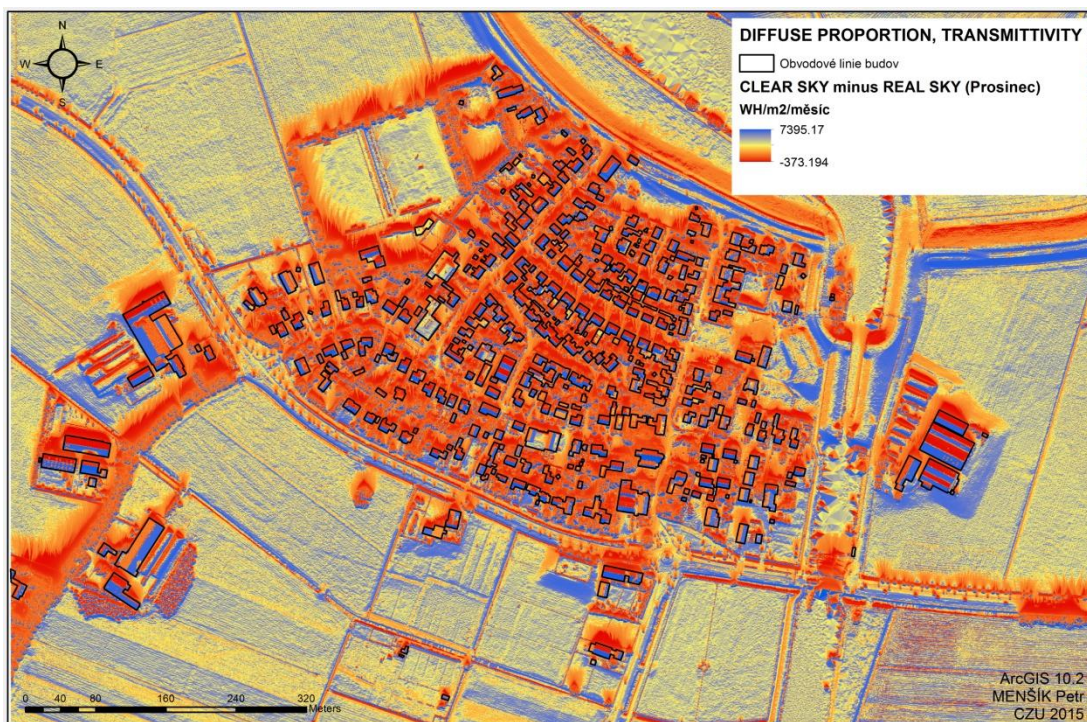 N
W E
S
DIFFUSE PROPORTION, TRANSMITTIVITY
Obvodové linie budov
CLEAR SKY minus REAL SKY (Prosinec)
WH/m2/měsíc
7395.17
-373.194
0 40 80 160 240 320
Meters
ArcGIS 10.2
MENŠÍK Petr
CZU 2015